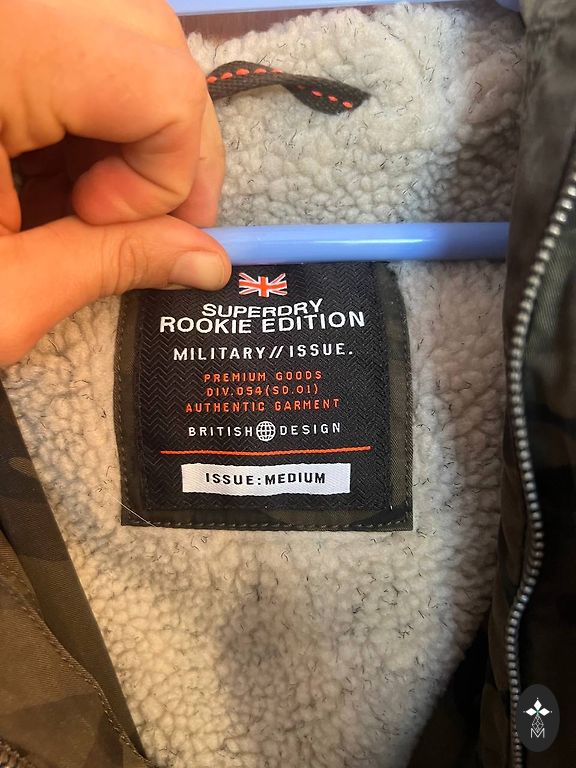 SUPERDRY
ROOKIE EDITION
MILITARY // ISSUE.
PREMIUM GOODS
DIV.054(SD.01)
AUTHENTIC GARMENT
BRITISH DESIGN
ISSUE:MEDIUM